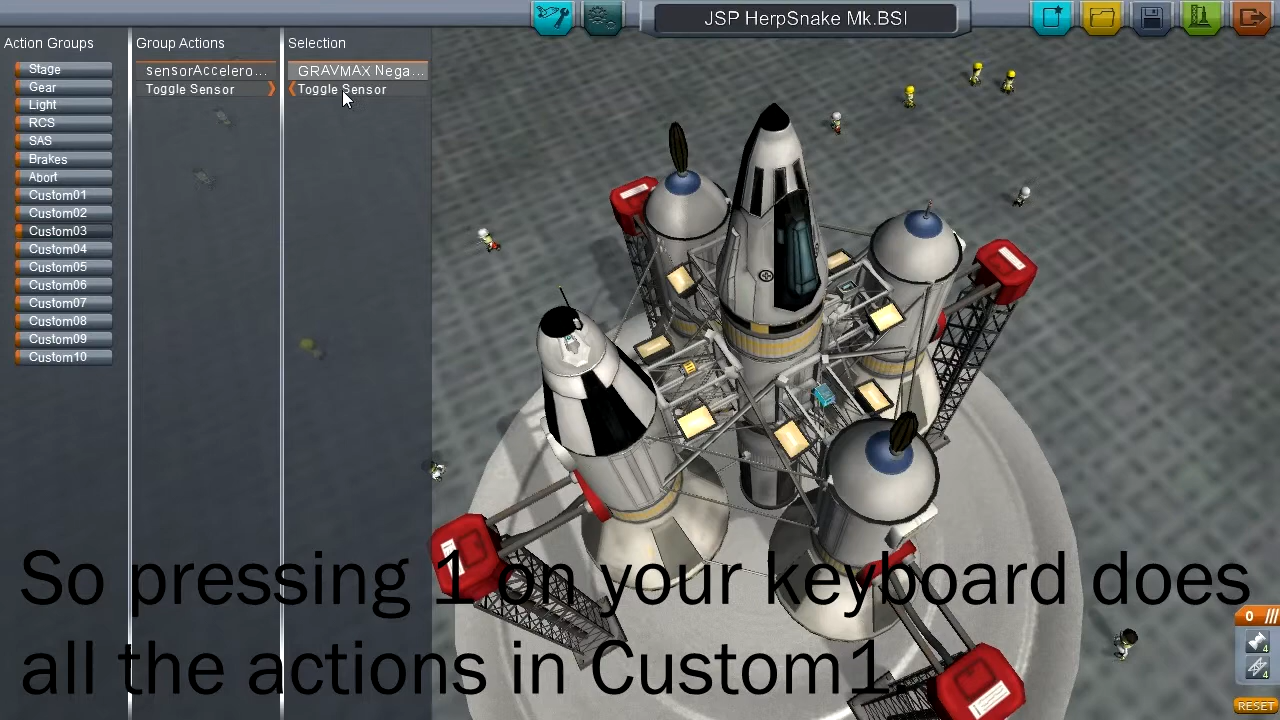 JSP HerpSnake Mk.BSI
Action Groups
Group Actions
Selection
Stage
Gear
Light
RCS
SAS
Brakes
Abort
Custom01
Custom02
Custom03
Custom04
Custom05
Custom06
Custom07
Custom08
Custom09
Custom10
sensorAccelero...
Toggle Sensor
GRAVMAX Nega...
Toggle Sensor
So pressing 1 on your keyboard does
all the actions in Custom1.
0
4
4
RESET